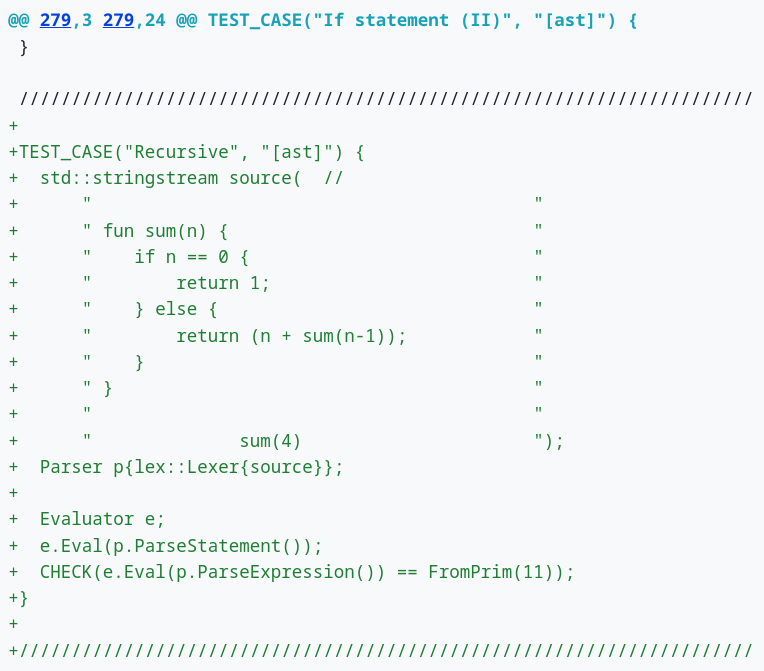 @@ 279,3 279,24 @@ TEST_CASE("If statement (II)", "[ast]") {
 }

 //////////////////////////////////////////////////////////////////////
+
+TEST_CASE("Recursive", "[ast]") {
+  std::stringstream source(  //
+      "                                          "
+      " fun sum(n) {                             "
+      "    if n == 0 {                           "
+      "        return 1;                         "
+      "    } else {                              "
+      "        return (n + sum(n-1));            "
+      "    }                                     "
+      " }                                        "
+      "                                          "
+      "              sum(4)                      ");
+  Parser p{lex::Lexer{source}};
+
+  Evaluator e;
+  e.Eval(p.ParseStatement());
+  CHECK(e.Eval(p.ParseExpression()) == FromPrim(11));
+}
+
+//////////////////////////////////////////////////////////////////////